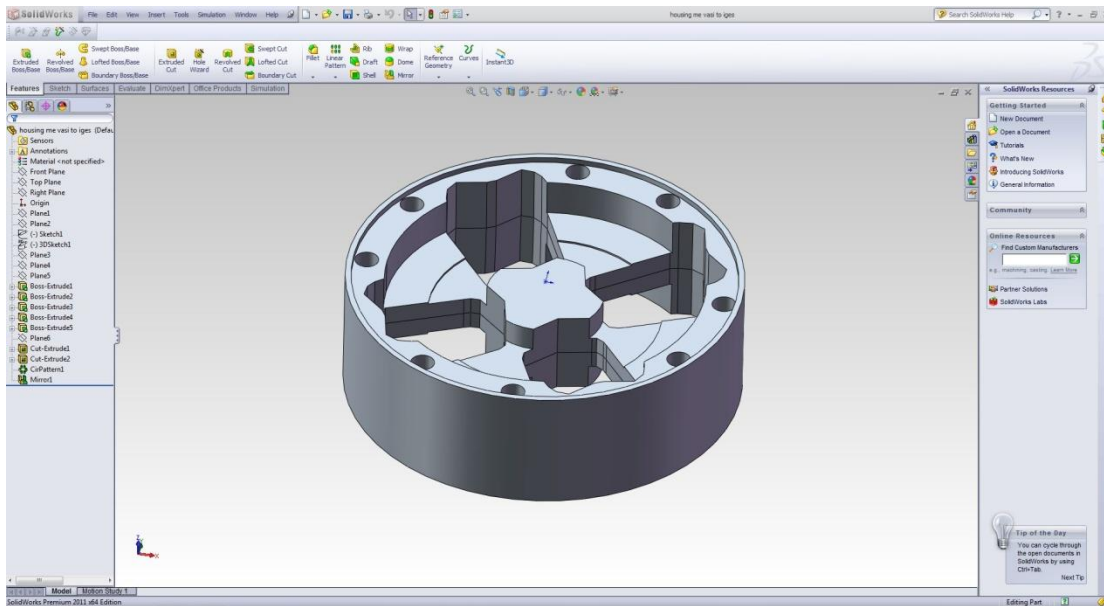 SolidWorks File Edit View Insert Tools Simulation Window Help
housing me vasi to iges
Search SolidWorks Help
Extruded Boss/Base
Revolved Boss/Base
Swept Boss/Base
Lofted Boss/Base
Boundary Boss/Base
Extruded Cut
Hole Wizard
Revolved Cut
Swept Cut
Lofted Cut
Boundary Cut
Fillet
Linear Pattern
Rib
Draft
Shell
Wrap
Dome
Mirror
Reference Geometry
Curves
Instant3D
Features Sketch Surfaces Evaluate DimXpert Office Products Simulation
housing me vasi to iges (Defau
Sensors
Annotations
Material <not specified>
Front Plane
Top Plane
Right Plane
Origin
Plane1
Plane2
(-) Sketch1
(-) 3DSketch1
Plane3
Plane4
Plane5
Boss-Extrude1
Boss-Extrude2
Boss-Extrude3
Boss-Extrude4
Boss-Extrude5
Plane6
Cut-Extrude1
Cut-Extrude2
CirPattern1
Mirror1
SolidWorks Resources
Getting Started
New Document
Open a Document
Tutorials
What's New
Introducing SolidWorks
General Information
Community
Online Resources
Find Custom Manufacturers
e.g., machining, casting Learn More
Partner Solutions
SolidWorks Labs
Tip of the Day
You can cycle through
the open documents in
SolidWorks by using
Ctrl+Tab.
Next Tip
Model Motion Study 1
SolidWorks Premium 2011 x64 Edition
Editing Part